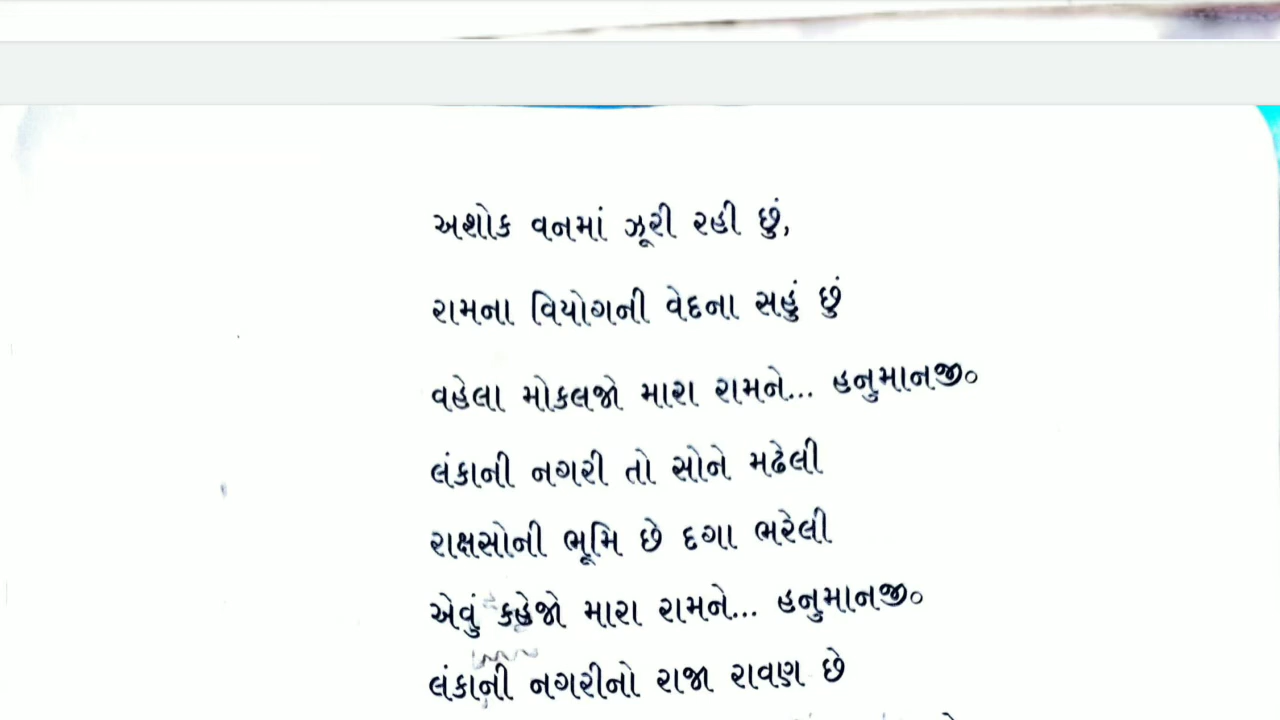 અશોક વનમાં ઝૂરી રહી છું,
રામના વિયોગની વેદના સહું છું
વહેલા મોકલજો મારા રામને... હનુમાનજી૦
લંકાની નગરી તો સોને મઢેલી
રાક્ષસોની ભૂમિ છે દગા ભરેલી
એવું કહેજો મારા રામને... હનુમાનજી૦
લંકાની નગરીનો રાજા રાવણ છે